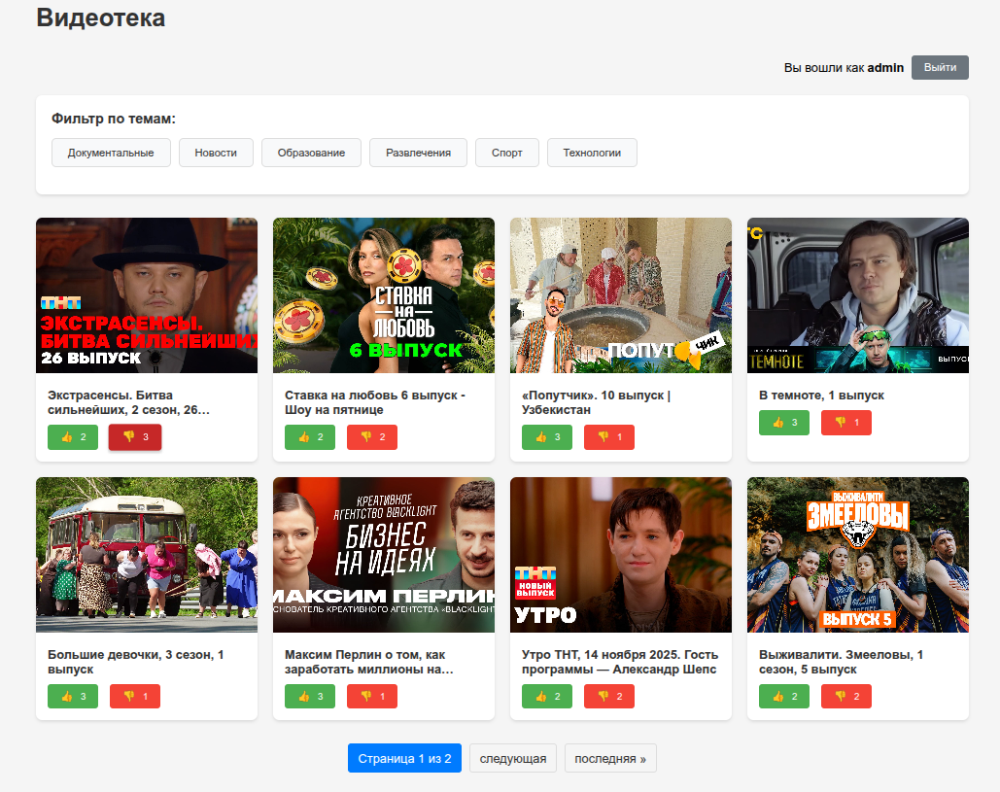 Видеотека
Вы вошли как admin Выйти
Фильтр по темам:
Документальные Новости Образование Развлечения Спорт Технологии
ТНТ
ЭКСТРАСЕНСЫ.
БИТВА СИЛЬНЕЙШИХ
26 ВЫПУСК
СТАВКА
НА
ЛЮБОВЬ
6 ВЫПУСК
ПОПУТЧИК
ТЕМНОТЕ
Экстрасенсы. Битва
сильнейших, 2 сезон, 26…
2 3
Ставка на любовь 6 выпуск -
Шоу на пятнице
2 2
«Попутчик». 10 выпуск |
Узбекистан
3 1
В темноте, 1 выпуск
3 1
КРЕАТИВНОЕ
АГЕНТСТВО BLACKLIGHT
БИЗНЕС
НА ИДЕЯХ
МАКСИМ ПЕРЛИН
ОСНОВАТЕЛЬ КРЕАТИВНОГО АГЕНТСТВА «BLACKLIGHT
ТНТ
НОВЫЙ
ВЫПУСК
УТРО
ВЫЖИВАЛИТИ
ЗМЕЕЛОВЫ
ВЫПУСК 5
Большие девочки, 3 сезон, 1
выпуск
3 1
Максим Перлин о том, как
заработать миллионы на…
3 1
Утро ТНТ, 14 ноября 2025. Гость
программы — Александр Шепс
2 2
Выживалити. Змееловы, 1
сезон, 5 выпуск
2 2
Страница 1 из 2 следующая последняя »